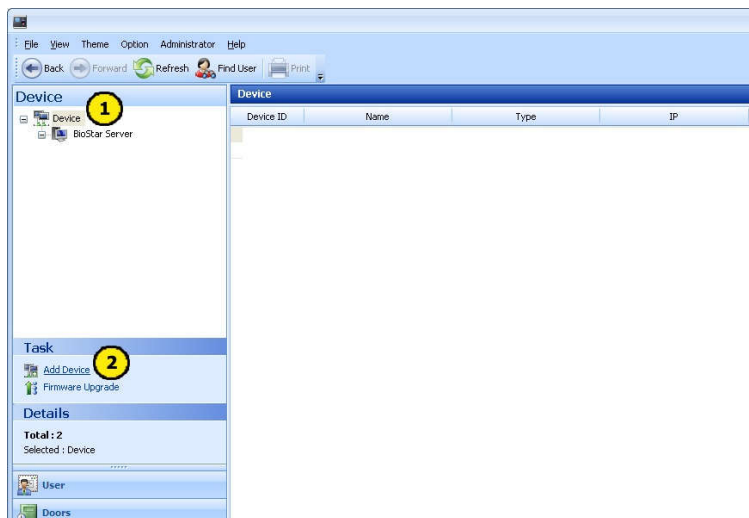 File View Theme Option Administrator Help
Back Forward Refresh Find User Print
Device
1
Device
BioStar Server
Task
2
Add Device
Firmware Upgrade
Details
Total : 2
Selected : Device
User
Doors
Device
Device ID Name Type IP